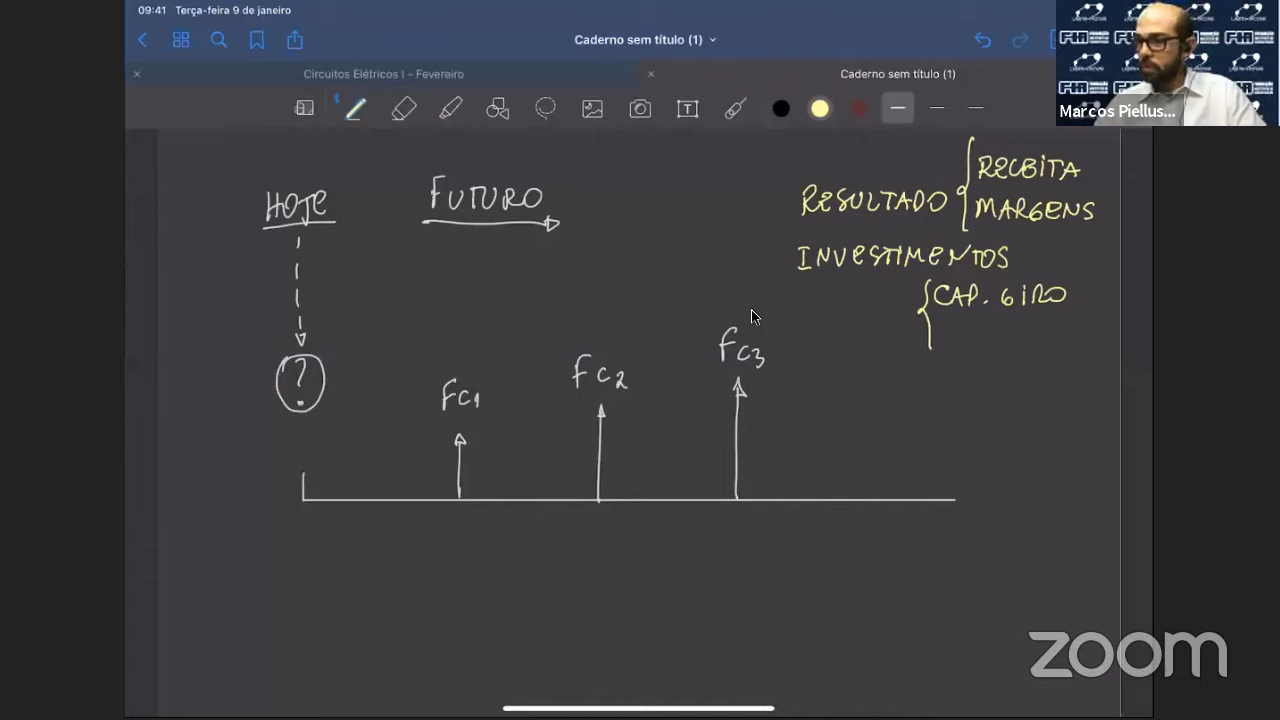 09:41 Terça-feira 9 de janeiro
Caderno sem título (1)
Circuitos Elétricos I - Fevereiro
Caderno sem título (1)
Marcos Piellus...
HOJE
FUTURO
RESULTADO
RECEITA
MARGENS
INVESTIMENTOS
CAP. GIRO
?
FC1
FC2
FC3
zoom